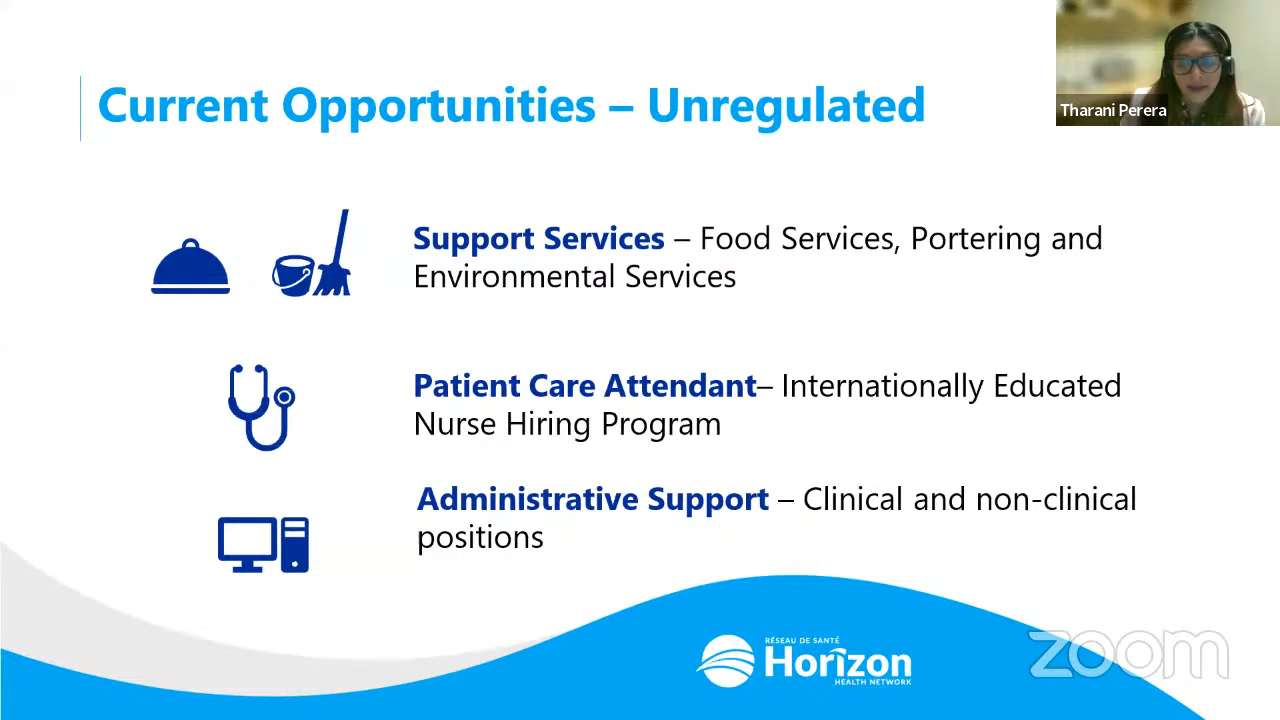 Current Opportunities – Unregulated
Tharani Perera
Support Services – Food Services, Portering and
Environmental Services
Patient Care Attendant– Internationally Educated
Nurse Hiring Program
Administrative Support – Clinical and non-clinical
positions
RÉSEAU DE SANTÉ
Horizon
HEALTH NETWORK
zoom